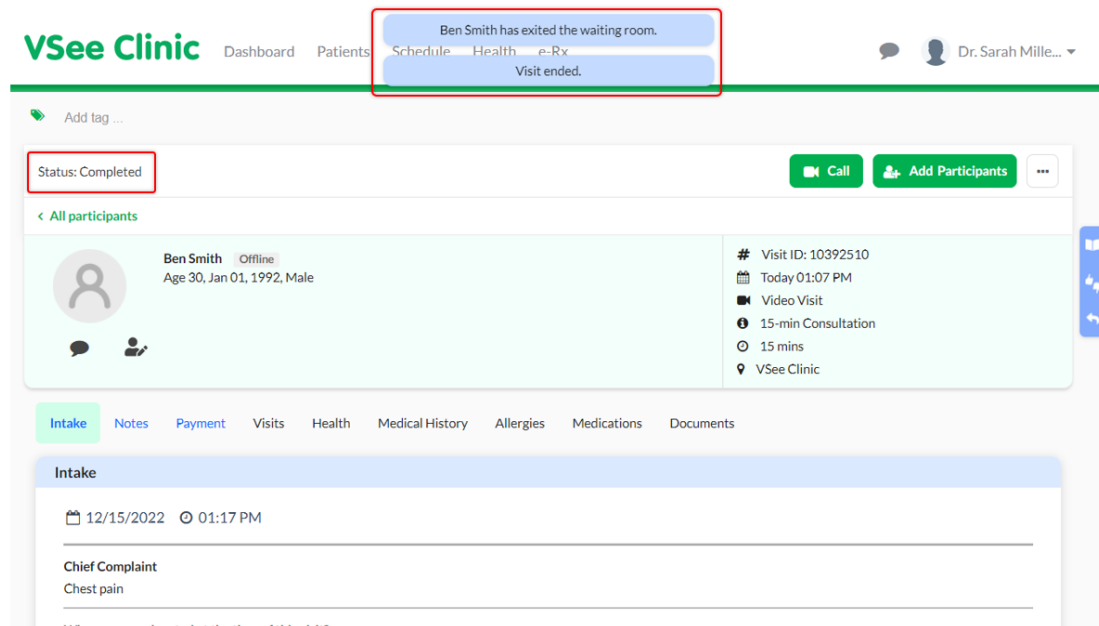 Ben Smith has exited the waiting room.
VSee Clinic Dashboard Patients Schedule Health e-Rx Dr. Sarah Mille...
Visit ended.
Add tag ...
Status: Completed Call Add Participants ...
< All participants
Ben Smith Offline
Age 30, Jan 01, 1992, Male
# Visit ID: 10392510
Today 01:07 PM
Video Visit
15-min Consultation
15 mins
VSee Clinic
Intake Notes Payment Visits Health Medical History Allergies Medications Documents
Intake
12/15/2022 01:17 PM
Chief Complaint
Chest pain